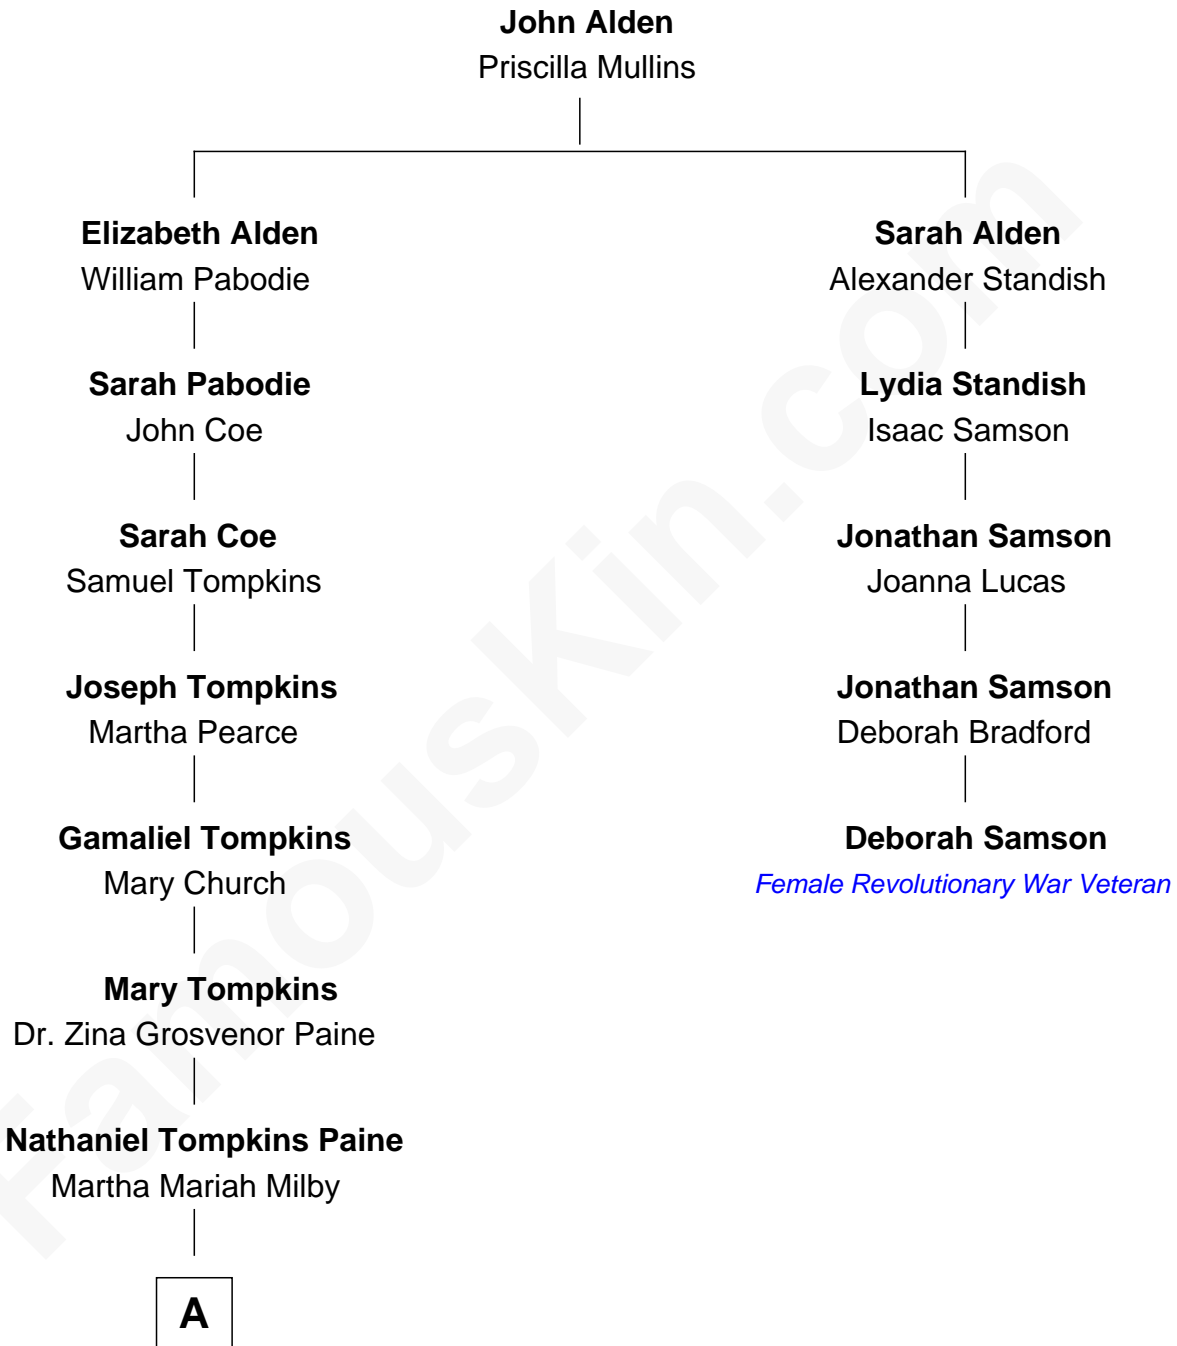 John Alden
Priscilla Mullins
Elizabeth Alden
William Pabodie
Sarah Alden
Alexander Standish
Sarah Pabodie
John Coe
Lydia Standish
Isaac Samson
Sarah Coe
Samuel Tompkins
Jonathan Samson
Joanna Lucas
Joseph Tompkins
Martha Pearce
Jonathan Samson
Deborah Bradford
Gamaliel Tompkins
Mary Church
Deborah Samson
Female Revolutionary War Veteran
Mary Tompkins
Dr. Zina Grosvenor Paine
Nathaniel Tompkins Paine
Martha Mariah Milby
A
FamousKin.com